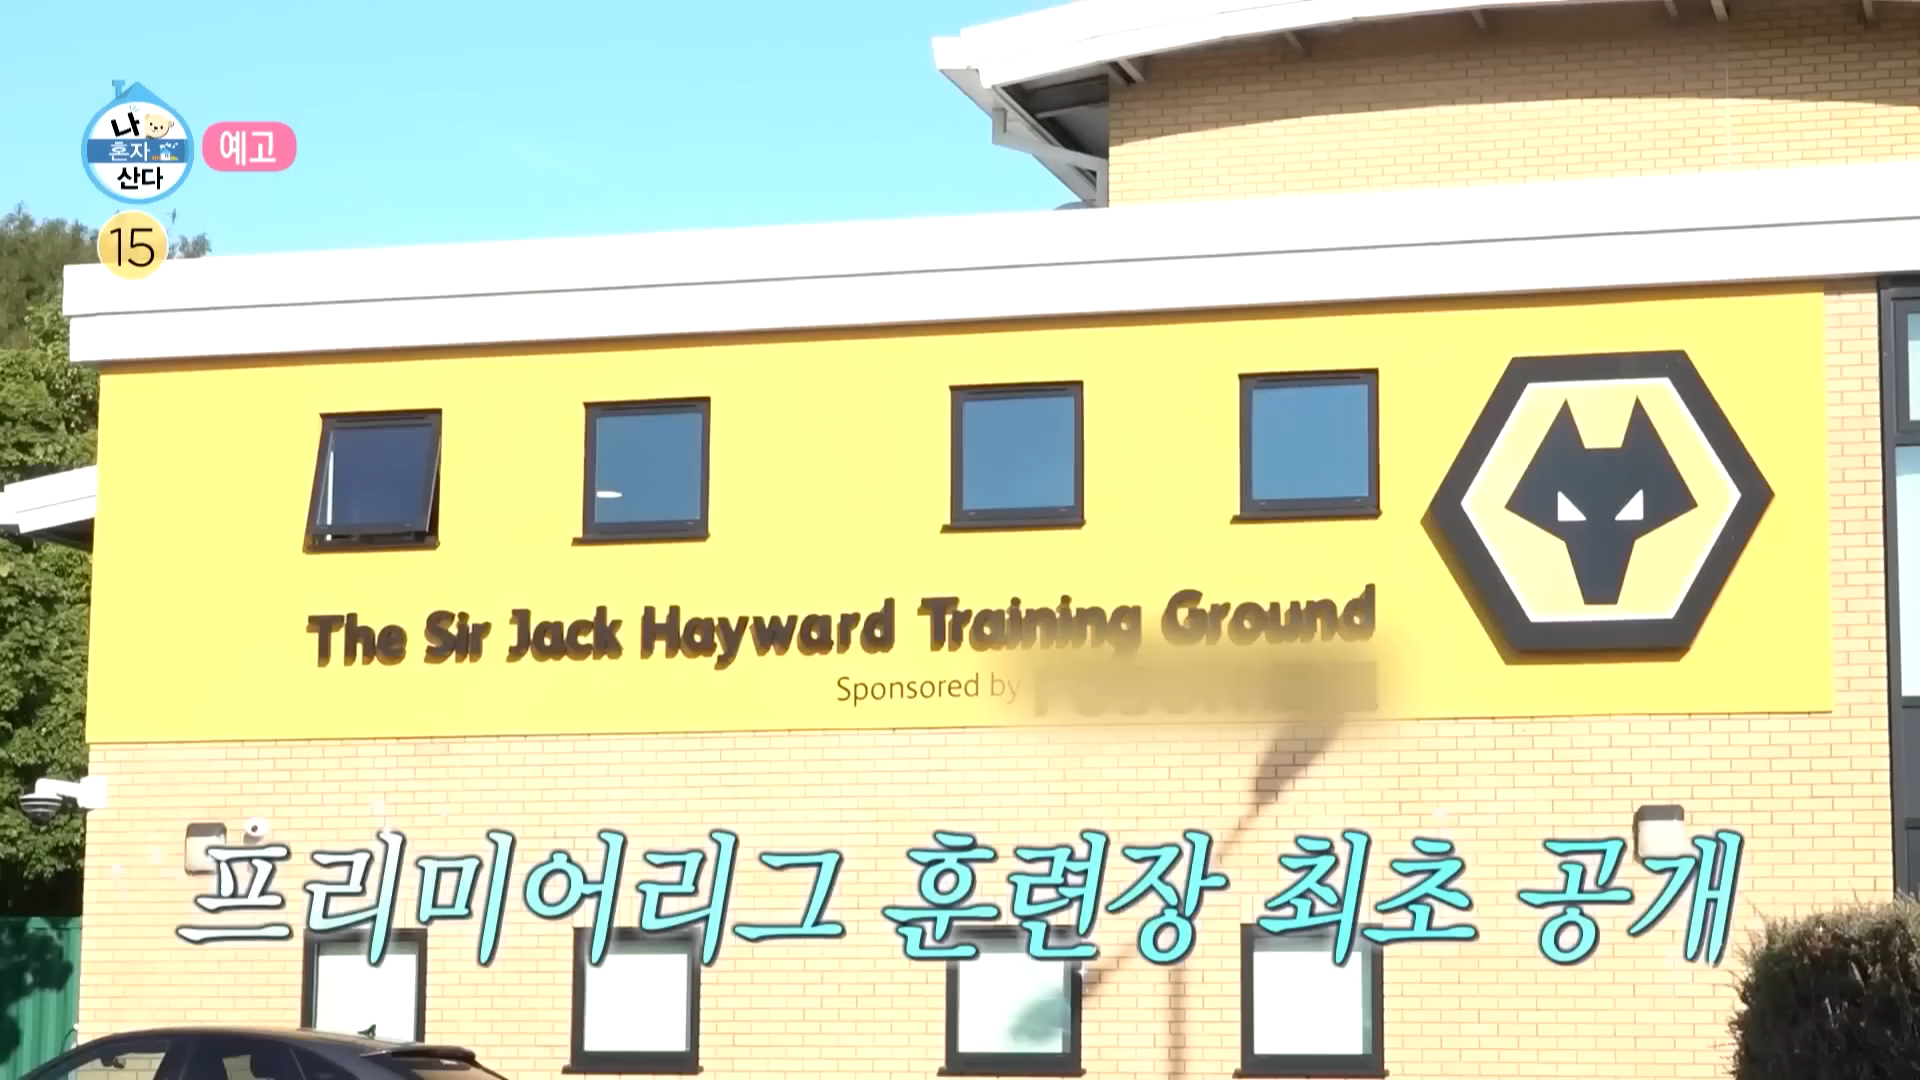 나
혼자
산다
예고
15
The Sir Jack Hayward Training Ground
Sponsored by
프리미어리그 훈련장 최초 공개